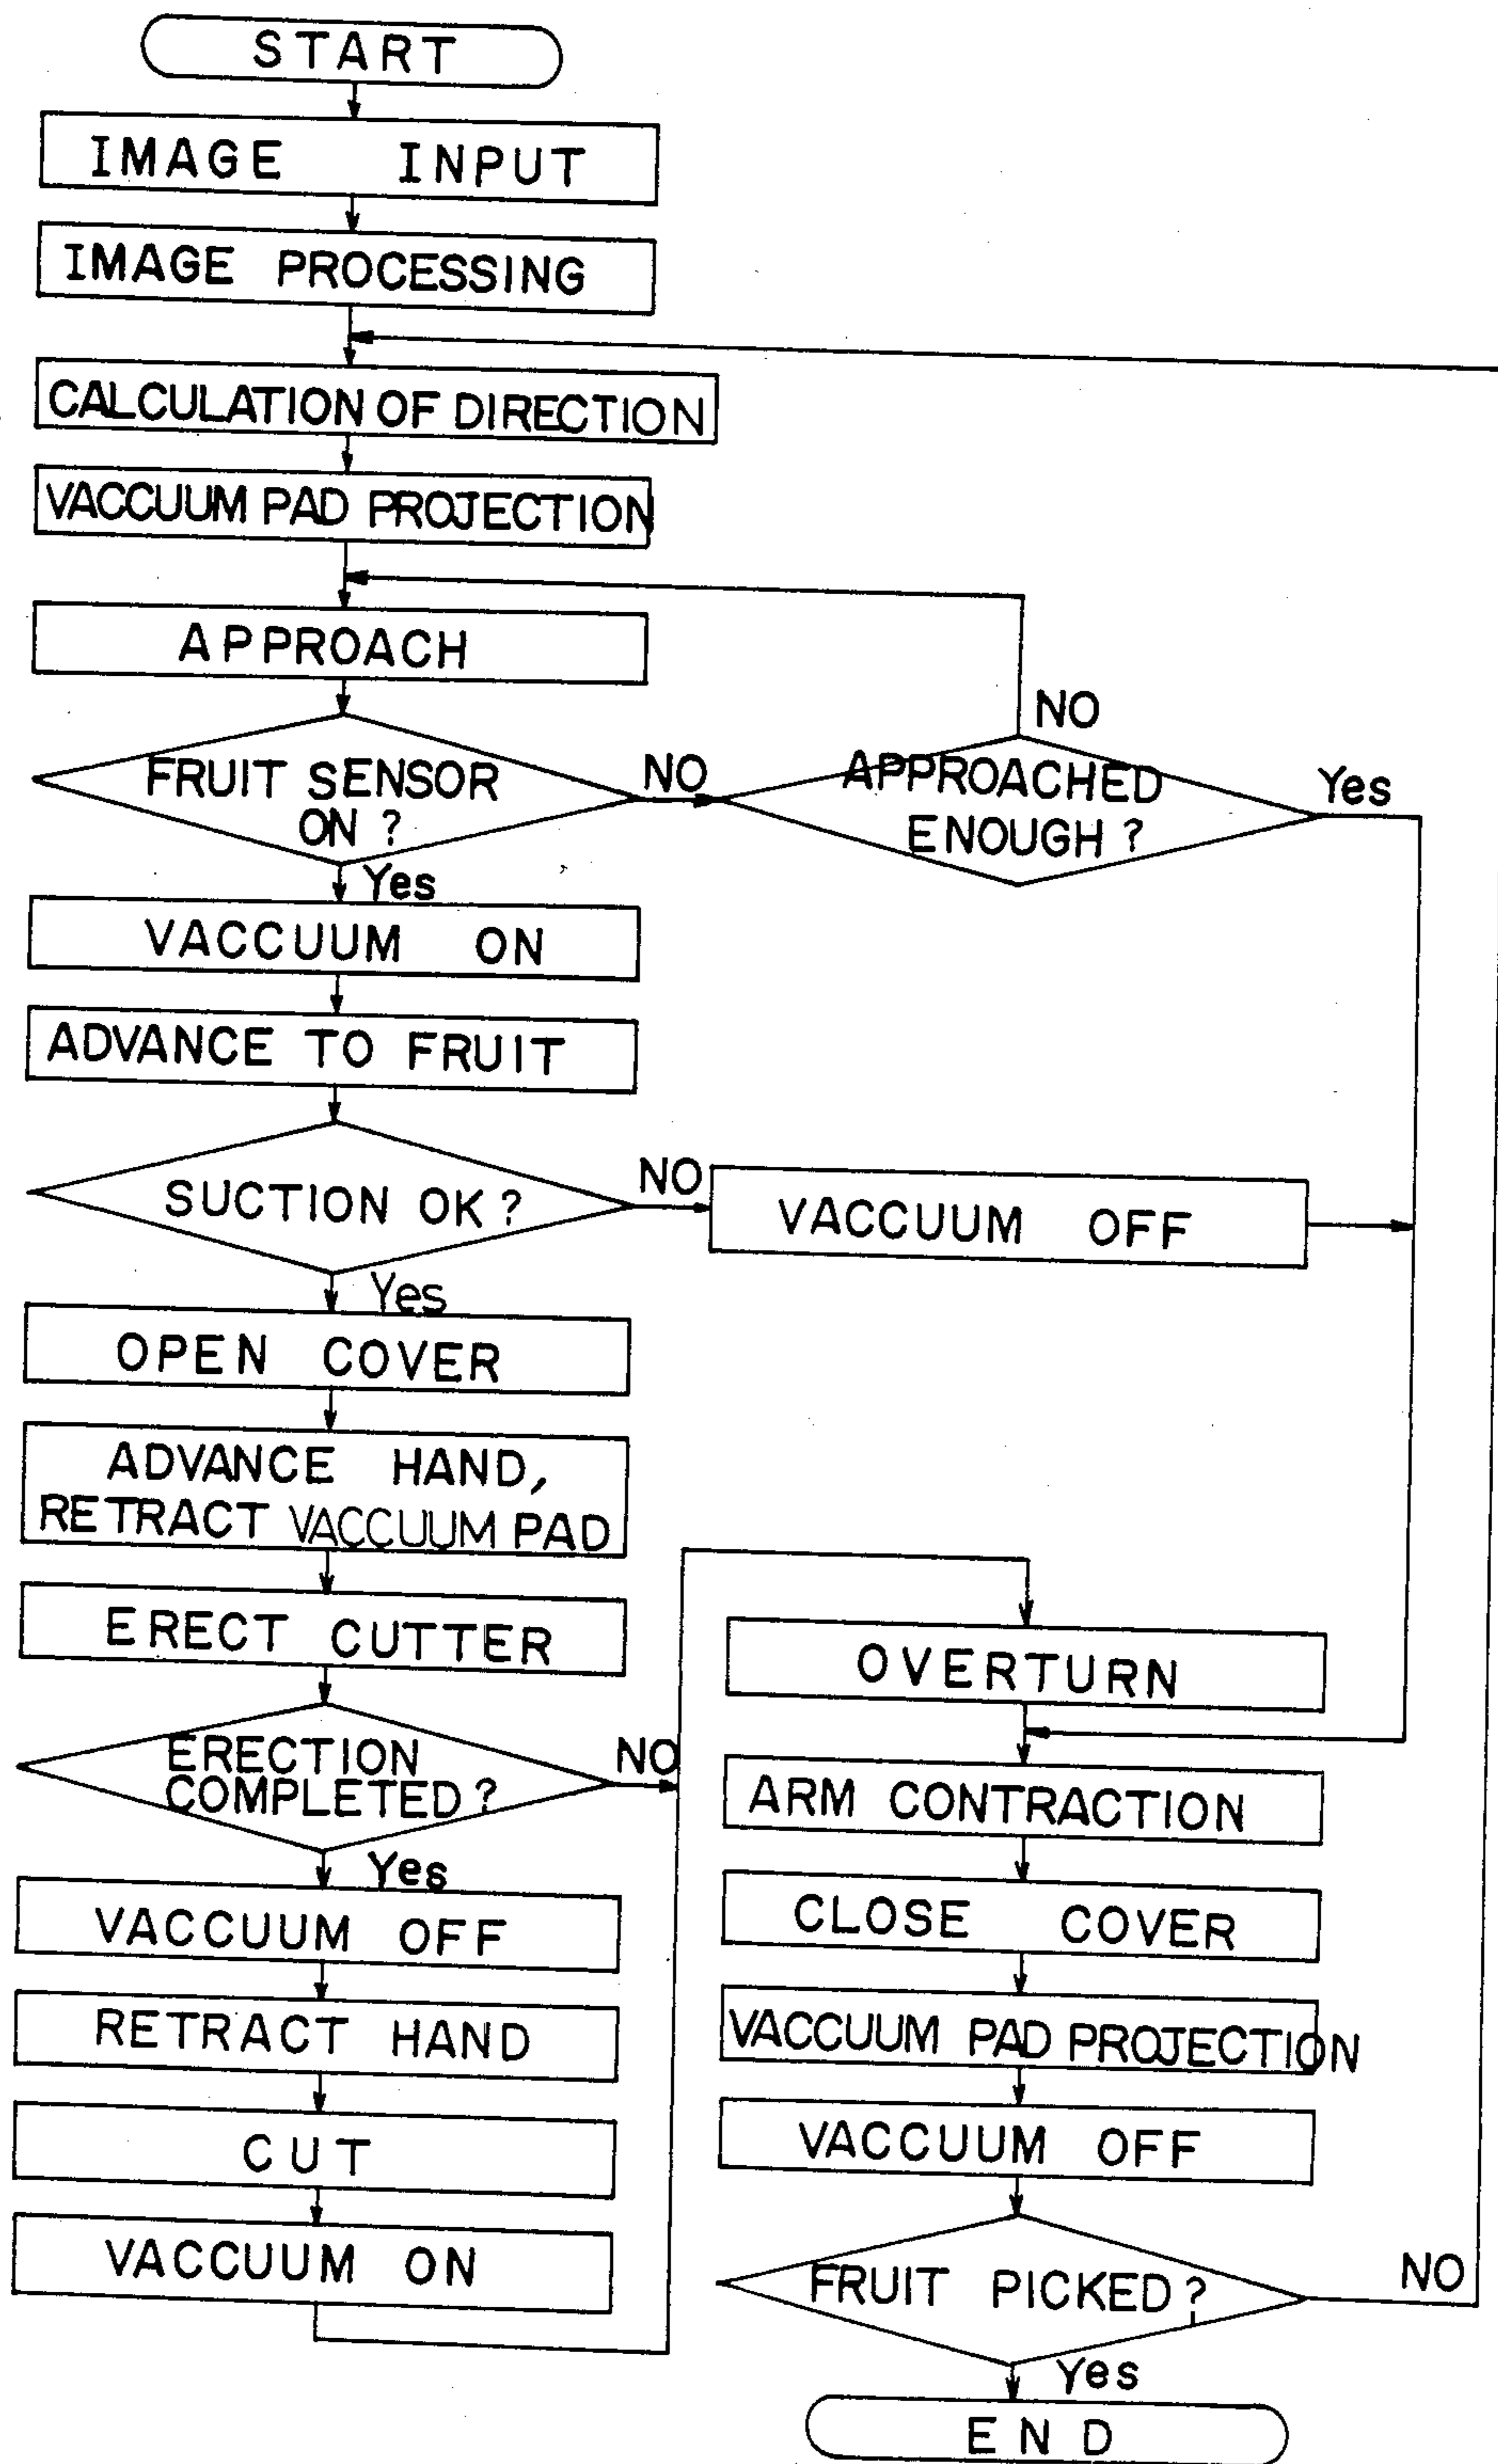 START
IMAGE INPUT
IMAGE PROCESSING
CALCULATION OF DIRECTION
VACCUUM PAD PROJECTION
APPROACH
NO
FRUIT SENSOR
ON ?
NO
APPROACHED
ENOUGH ?
Yes
Yes
VACCUUM ON
ADVANCE TO FRUIT
SUCTION OK ?
NO
VACCUUM OFF
Yes
OPEN COVER
ADVANCE HAND,
RETRACT VACCUUM PAD
ERECT CUTTER
ERECTION
COMPLETED ?
NO
Yes
VACCUUM OFF
RETRACT HAND
CUT
VACCUUM ON
OVERTURN
ARM CONTRACTION
CLOSE COVER
VACCUUM PAD PROJECTION
VACCUUM OFF
FRUIT PICKED ?
NO
Yes
END